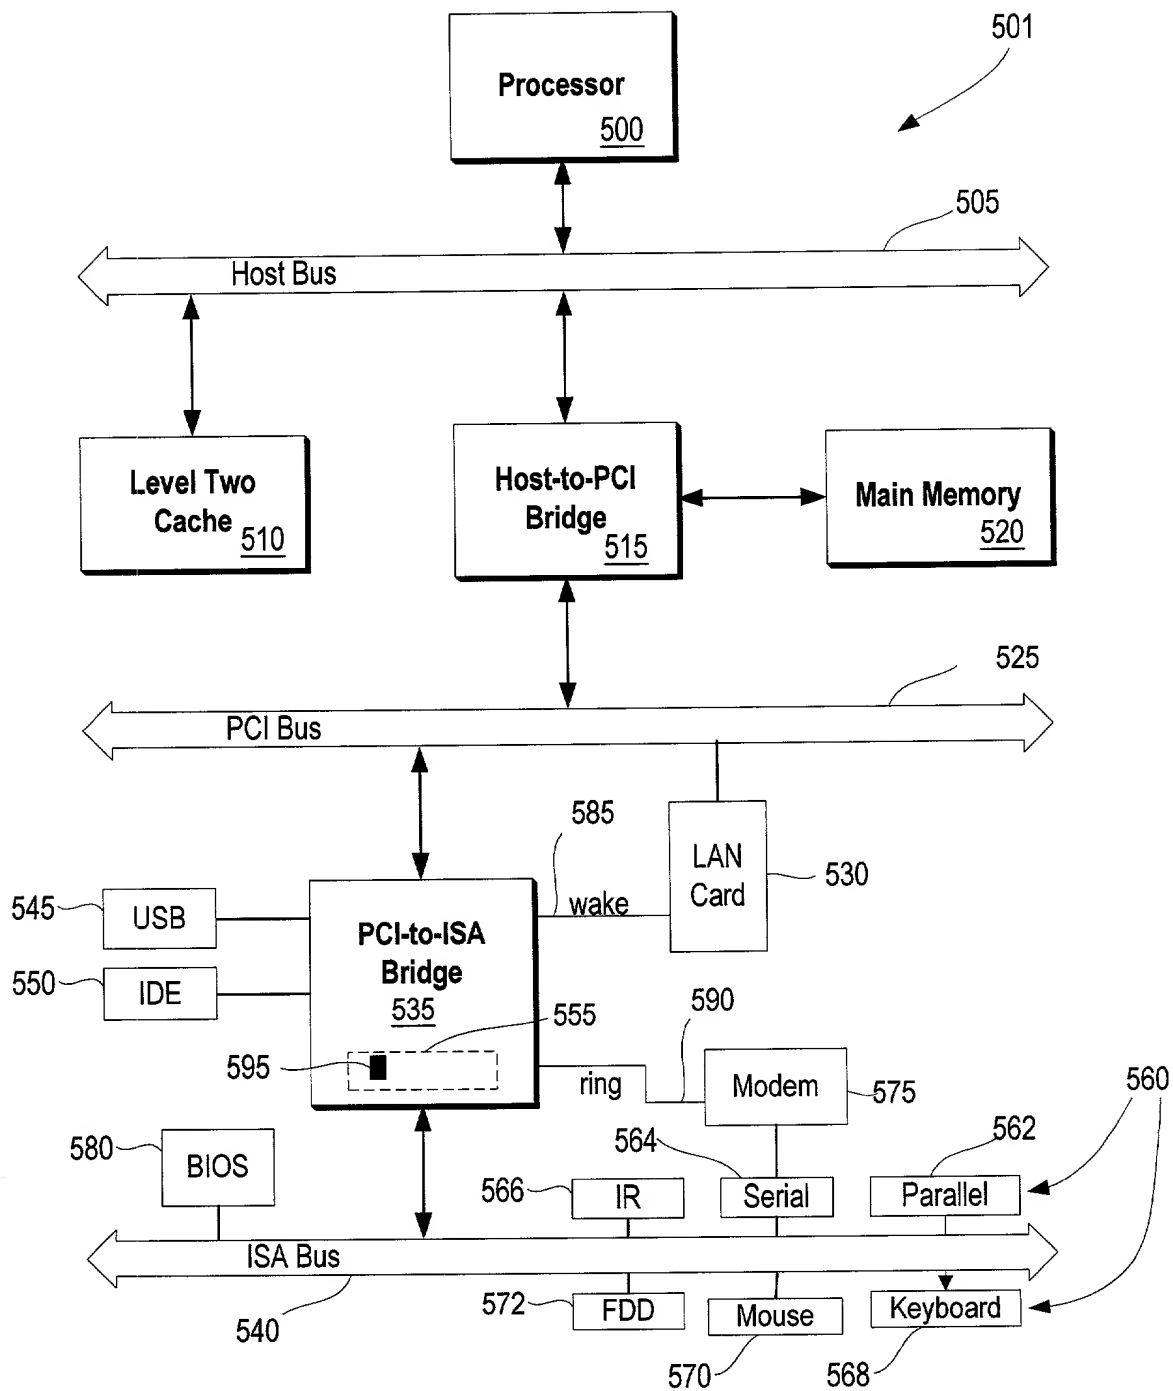 501
Processor
500
505
Host Bus
Level Two
Cache
510
Host-to-PCI
Bridge
515
Main Memory
520
525
PCI Bus
585
LAN
Card
530
wake
545
USB
PCI-to-ISA
Bridge
535
550
IDE
555
595
590
ring
Modem
575
560
580
BIOS
564
562
566
IR
Serial
Parallel
ISA Bus
540
572
FDD
Mouse
Keyboard
570
568